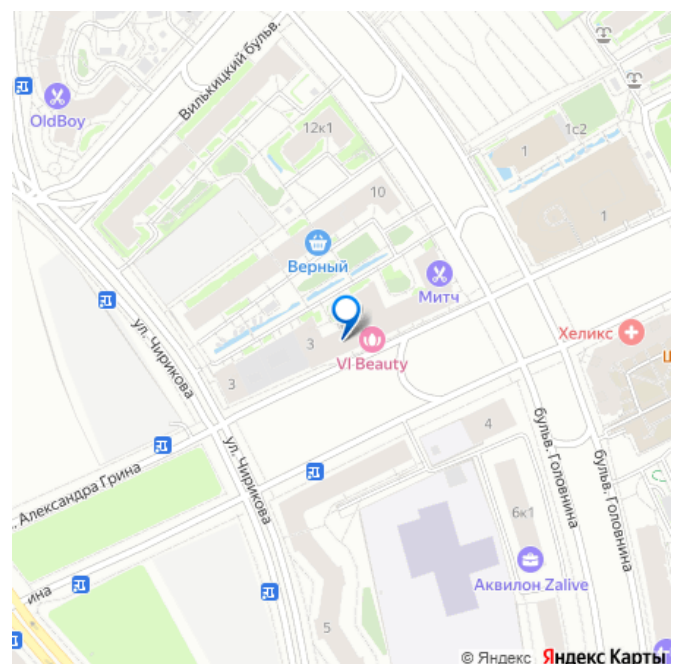 Вилькицкий бульв.
OldBoy
12к1
1с2
1
10
1
Верный
Митч
ул. Чирикова
Хеликс
3
VI Beauty
3
4
бульв. Головнина
бульв. Головнина
ул. Чирикова
. Александра Грина
6к1
Аквилон Zalive
ина
5
© Яндекс Яндекс Карты